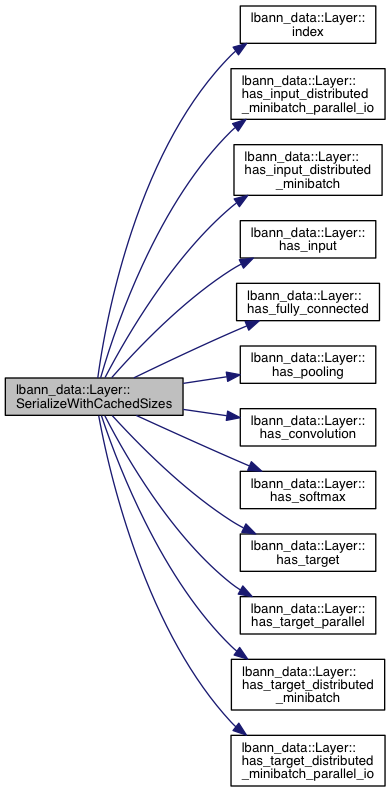 lbann_data::Layer::
index
lbann_data::Layer::
has_input_distributed
_minibatch_parallel_io
lbann_data::Layer::
has_input_distributed
_minibatch
lbann_data::Layer::
has_input
lbann_data::Layer::
has_fully_connected
lbann_data::Layer::
has_pooling
lbann_data::Layer::
SerializeWithCachedSizes
lbann_data::Layer::
has_convolution
lbann_data::Layer::
has_softmax
lbann_data::Layer::
has_target
lbann_data::Layer::
has_target_parallel
lbann_data::Layer::
has_target_distributed
_minibatch
lbann_data::Layer::
has_target_distributed
_minibatch_parallel_io